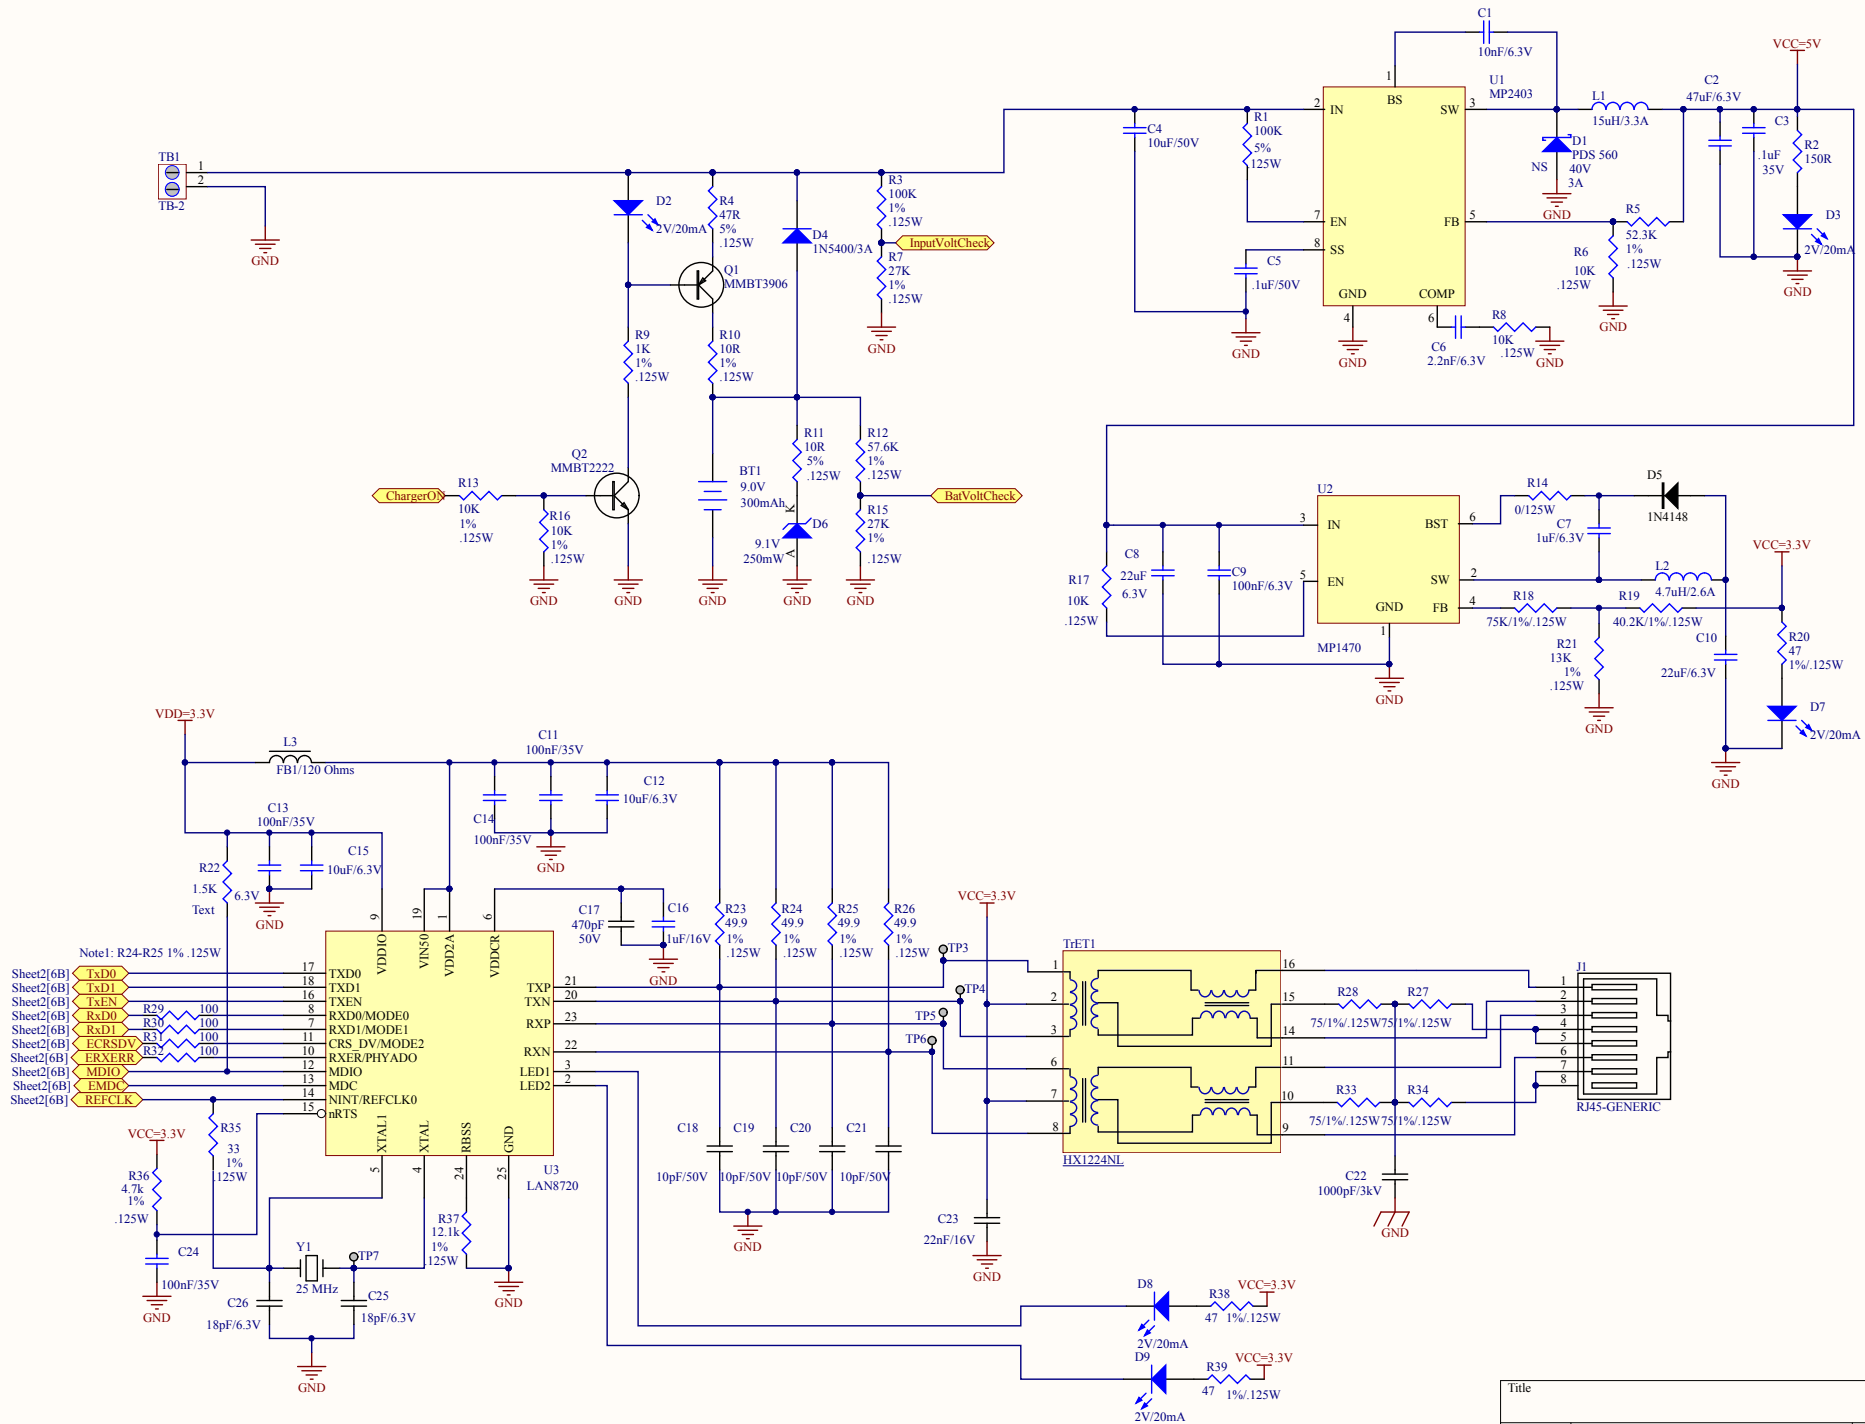 C1
10nF/6.3V
VCC=5V
1
BS
U1
MP2403
2
IN
SW
3
L1
15uH/3.3A
C2
47uF/6.3V
C3
.1uF
35V
R2
150R
D3
2V/20mA
GND
C4
10uF/50V
R1
100K
5%
.125W
D1
PDS 560
40V
3A
NS
GND
7
EN
FB
5
R5
52.3K
1%
.125W
8
SS
C5
.1uF/50V
R6
10K
.125W
GND
GND
COMP
4
6
GND
GND
C6
2.2nF/6.3V
R8
10K
.125W
GND
TB1
1
2
TB-2
GND
D2
2V/20mA
R4
47R
5%
.125W
D4
1N5400/3A
R3
100K
1%
.125W
InputVoltCheck
R7
27K
1%
.125W
GND
Q1
MMBT3906
R9
1K
1%
.125W
R10
10R
1%
.125W
Q2
MMBT2222
ChargerON
R13
10K
1%
.125W
R16
10K
1%
.125W
GND
GND
BT1
9.0V
300mAh
GND
R11
10R
5%
.125W
K
D6
9.1V
250mW
A
GND
R12
57.6K
1%
.125W
BatVoltCheck
R15
27K
1%
.125W
GND
U2
3
IN
BST
6
R14
0/125W
D5
1N4148
C7
1uF/6.3V
VCC=3.3V
R17
10K
.125W
C8
22uF
6.3V
C9
100nF/6.3V
5
EN
SW
2
L2
4.7uH/2.6A
GND
FB
4
R18
75K/1%/.125W
R19
40.2K/1%/.125W
1
MP1470
GND
R21
13K
1%
.125W
GND
C10
22uF/6.3V
R20
47
1%/.125W
D7
2V/20mA
GND
VDD=3.3V
L3
FB1/120 Ohms
C11
100nF/35V
C12
10uF/6.3V
C14
100nF/35V
GND
C13
100nF/35V
C15
10uF/6.3V
R22
1.5K
6.3V
Text
GND
9
19
1
6
VDDIO
VIN50
VDD2A
VDDCR
C17
470pF
50V
C16
1uF/16V
GND
R23
49.9
1%
.125W
R24
49.9
1%
.125W
R25
49.9
1%
.125W
R26
49.9
1%
.125W
Note1: R24-R25 1% .125W
Sheet2[6B] TxD0 17 TXD0
Sheet2[6B] TxD1 18 TXD1
Sheet2[6B] TxEN 16 TXEN
Sheet2[6B] RxD0 R29 100 8 RXD0/MODE0
Sheet2[6B] RxD1 R30 100 7 RXD1/MODE1
Sheet2[6B] ECRSDV R31 100 11 CRS_DV/MODE2
Sheet2[6B] ERXERR R32 100 10 RXER/PHYADO
Sheet2[6B] MDIO 12 MDIO
Sheet2[6B] EMDC 13 MDC
Sheet2[6B] REFCLK 14 NINT/REFCLK0
15 nRTS
TXP 21
TXN 20
RXP 23
RXN 22
LED1 3
LED2 2
XTAL1
XTAL
RBSS
GND
5
4
24
25
U3
LAN8720
VCC=3.3V
R36
4.7k
1%
.125W
R35
33
1%
.125W
C24
100nF/35V
GND
Y1
25 MHz
TP7
C26
18pF/6.3V
C25
18pF/6.3V
GND
R37
12.1k
1%
.125W
GND
C18
C19
C20
C21
10pF/50V
10pF/50V
10pF/50V
10pF/50V
GND
VCC=3.3V
TP3
TP4
TP5
TP6
C23
22nF/16V
GND
TrET1
1
2
3
6
7
8
16
15
14
11
10
9
HX1224NL
R28
R27
75/1%/.125W
75/1%/.125W
R33
R34
75/1%/.125W
75/1%/.125W
C22
1000pF/3kV
GND
J1
1
2
3
4
5
6
7
8
RJ45-GENERIC
D8
2V/20mA
R38
47
1%/.125W
VCC=3.3V
D9
2V/20mA
R39
47
1%/.125W
VCC=3.3V
Title